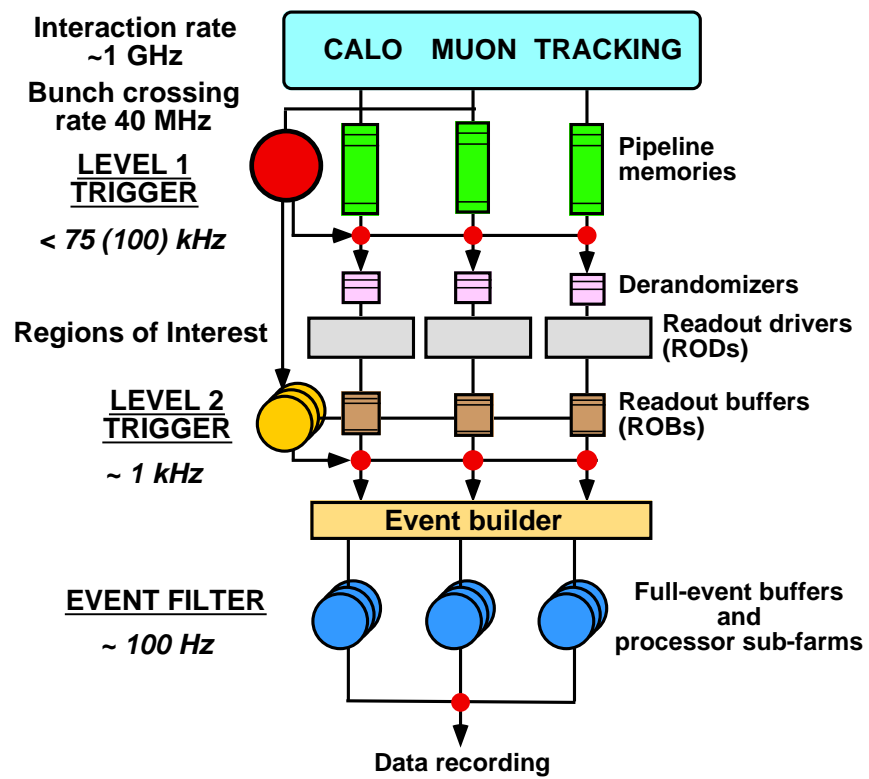 Interaction rate
~1 GHz
CALO MUON TRACKING
Bunch crossing
rate 40 MHz
LEVEL 1
TRIGGER
< 75 (100) kHz
Pipeline
memories
Derandomizers
Regions of Interest
Readout drivers
(RODs)
LEVEL 2
TRIGGER
~ 1 kHz
Readout buffers
(ROBs)
Event builder
EVENT FILTER
~ 100 Hz
Full-event buffers
and
processor sub-farms
Data recording